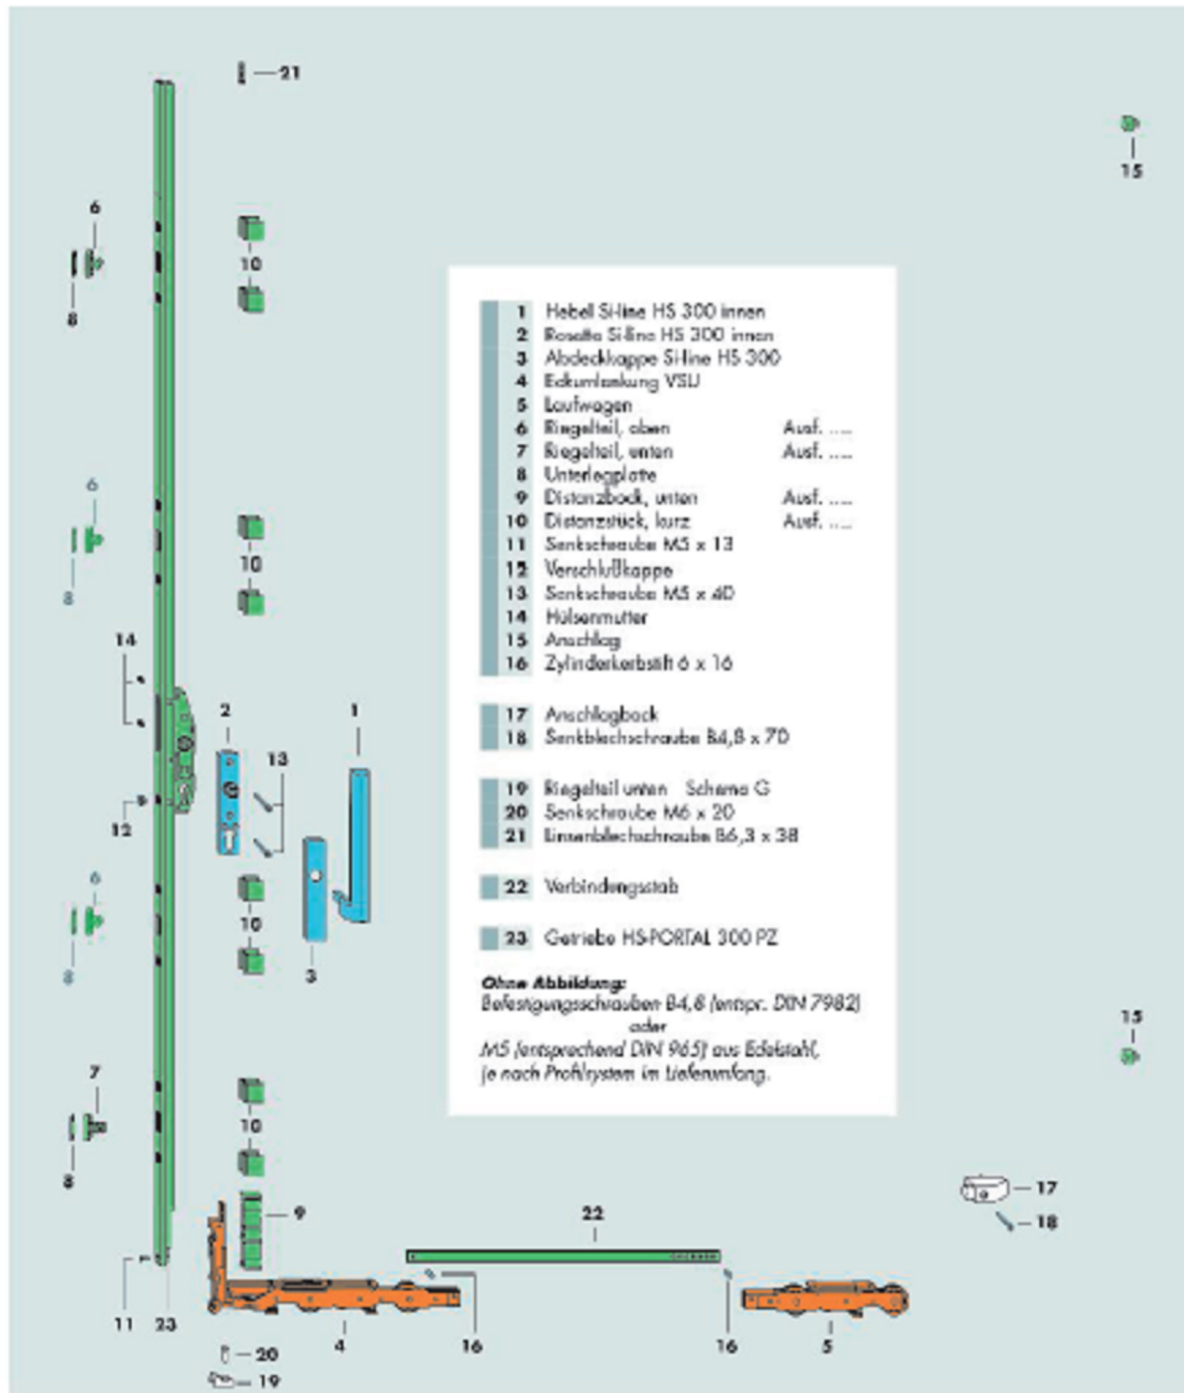 21
15
6
10
8
1 Hebel Si-line HS 300 innen
2 Rosette Si-line HS 300 innen
3 Abdeckkappe Si-line HS 300
4 Eckumlenkung VSU
5 Laufwagen
6 Riegelteil, oben Ausf. ....
7 Riegelteil, unten Ausf. ....
8 Unterlegplatte
9 Distanzbock, unten Ausf. ....
10 Distanzstück, kurz Ausf. ....
11 Senkschraube M5 x 13
12 Verschlußkappe
13 Senkschraube M5 x 40
14 Hülsenmutter
15 Anschlag
16 Zylinderkerbstift 6 x 16
17 Anschlagbock
18 Senkblechschraube B4,8 x 70
19 Riegelteil unten Schema G
20 Senkschraube M6 x 20
21 Linsenblechschraube B6,3 x 38
22 Verbindungsstab
23 Getriebe HS-PORTAL 300 PZ
Ohne Abbildung:
Befestigungsschrauben B4,8 (entspr. DIN 7982)
oder
M5 (entsprechend DIN 965) aus Edelstahl,
je nach Profilsystem im Lieferumfang.
6
10
8
14
2
1
13
12
6
10
8
3
15
7
10
8
17
9
22
18
11
23
4
16
16
5
20
19